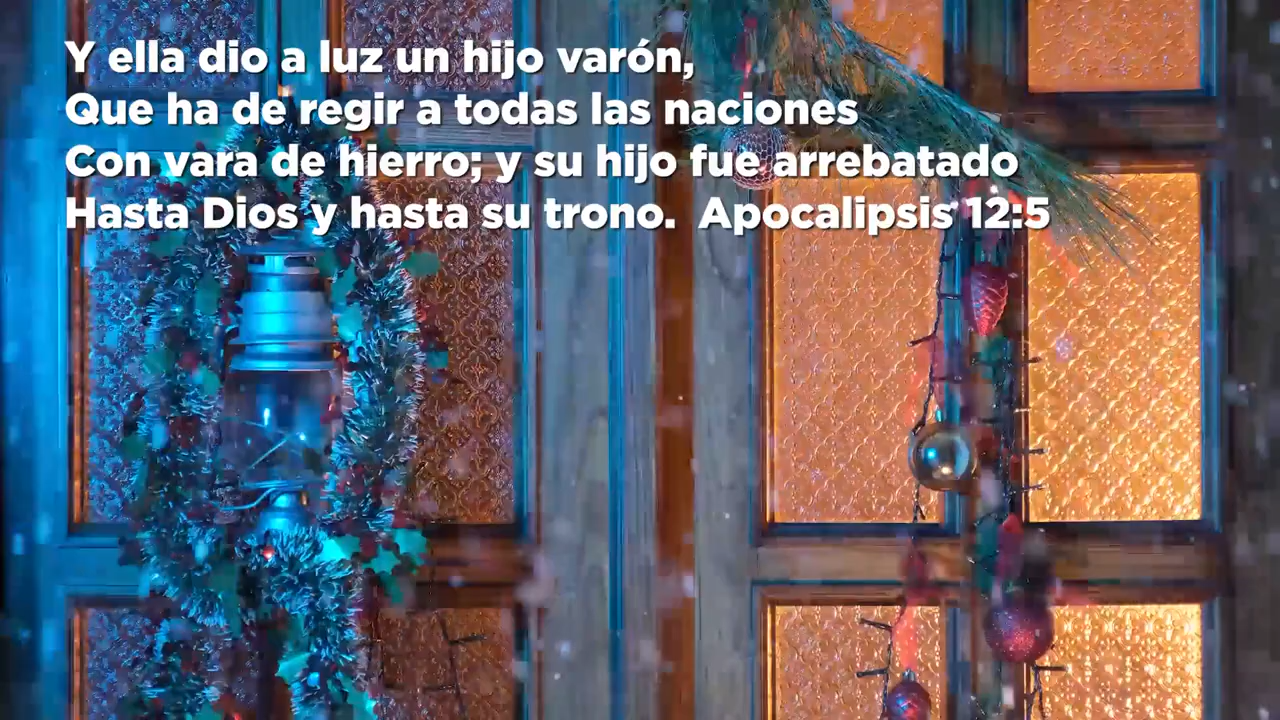 Y ella dio a luz un hijo varón,
Que ha de regir a todas las naciones
Con vara de hierro; y su hijo fue arrebatado
Hasta Dios y hasta su trono.  Apocalipsis 12:5